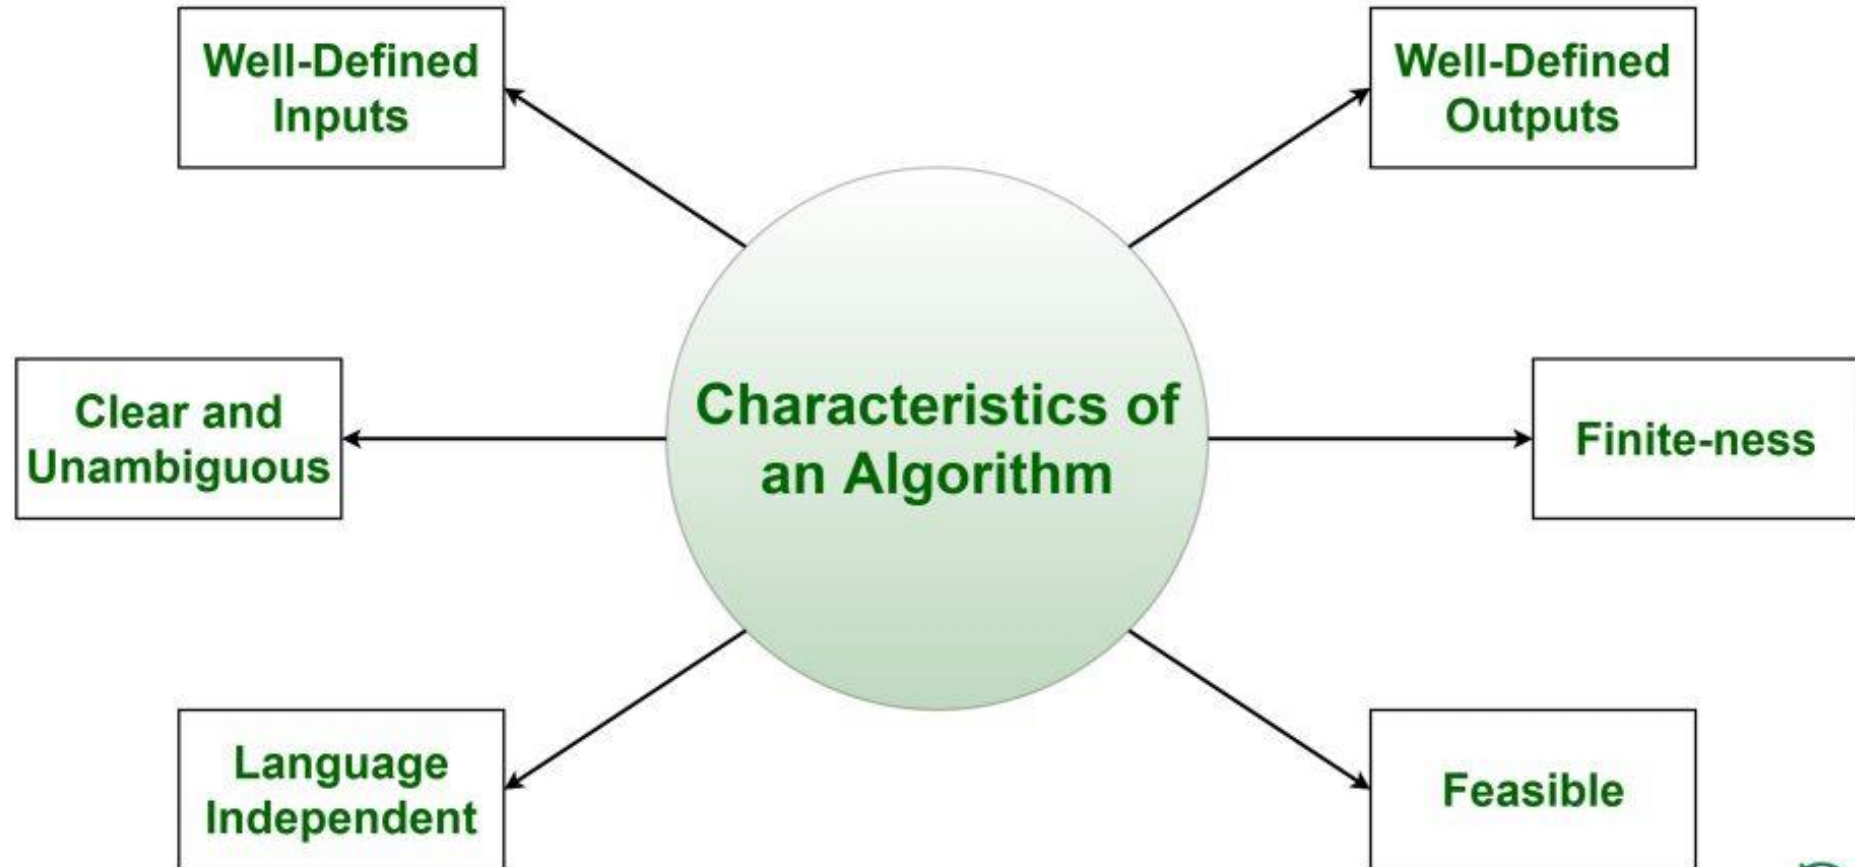 Well-Defined
Inputs
Well-Defined
Outputs
Clear and
Unambiguous
Characteristics of
an Algorithm
Finite-ness
Language
Independent
Feasible